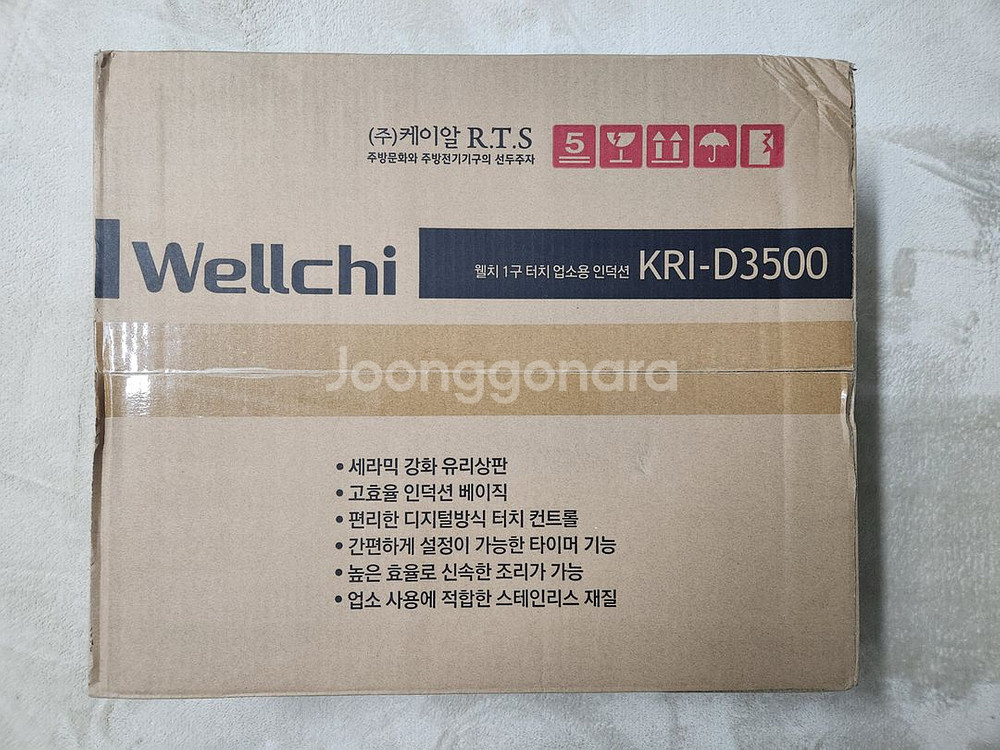 (주)케이알 R.T.S
주방문화와 주방전기기구의 선두주자
5
Wellchi
웰치 1구 터치 업소용 인덕션 KRI-D3500
Joonggonara
• 세라믹 강화 유리상판
• 고효율 인덕션 베이직
• 편리한 디지털방식 터치 컨트롤
• 간편하게 설정이 가능한 타이머 기능
• 높은 효율로 신속한 조리가 가능
• 업소 사용에 적합한 스테인리스 재질